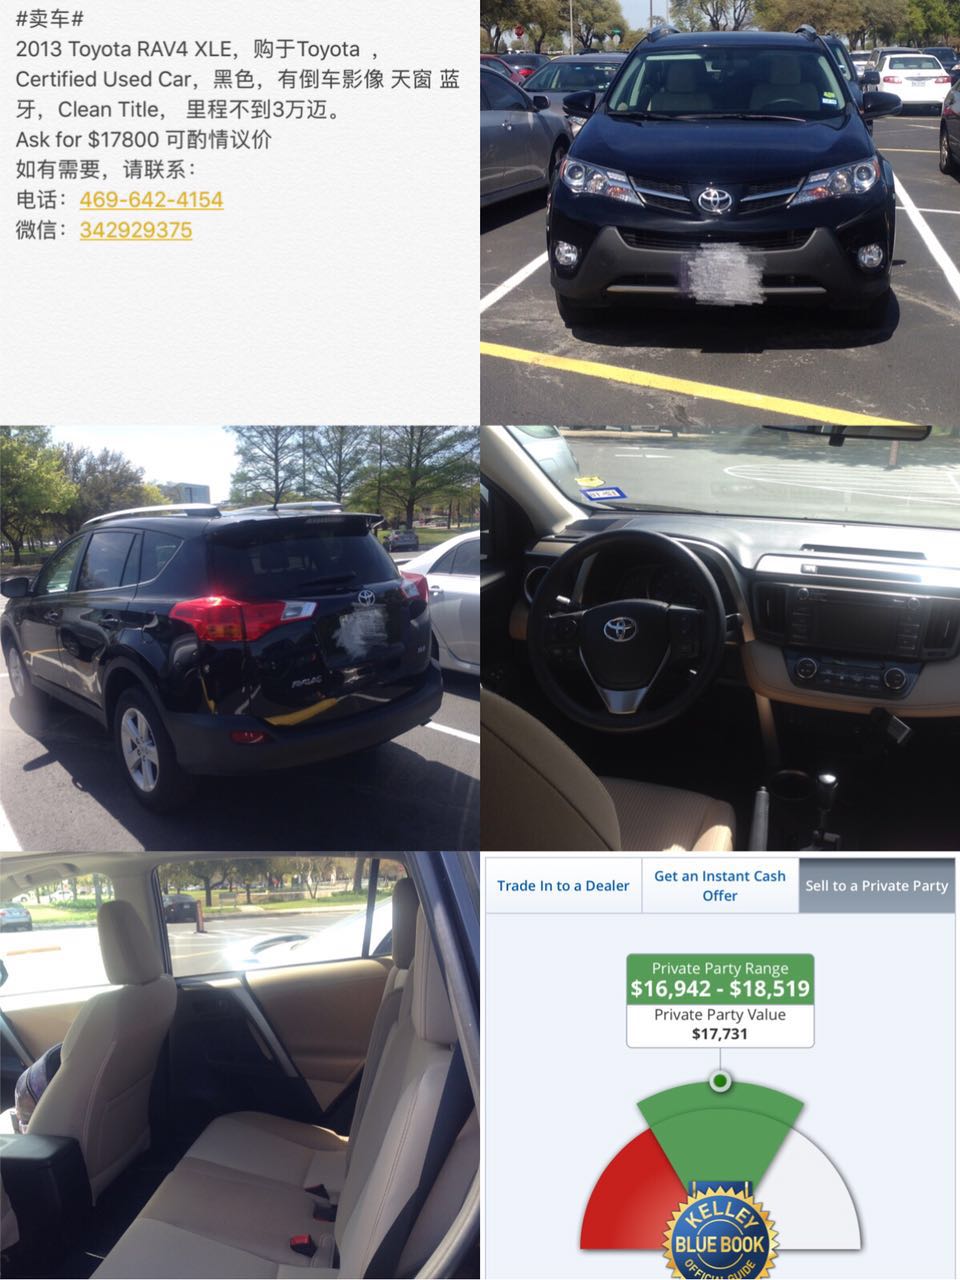 #卖车#
2013 Toyota RAV4 XLE，购于Toyota ，
Certified Used Car，黑色，有倒车影像 天窗 蓝
牙，Clean Title， 里程不到3万迈。
Ask for $17800 可酌情议价
如有需要，请联系：
电话：469-642-4154
微信：342929375
RAV4
Trade In to a Dealer
Get an Instant Cash
Offer
Sell to a Private Party
Private Party Range
$16,942 - $18,519
Private Party Value
$17,731
KELLEY
BLUE BOOK
OFFICIAL GUIDE